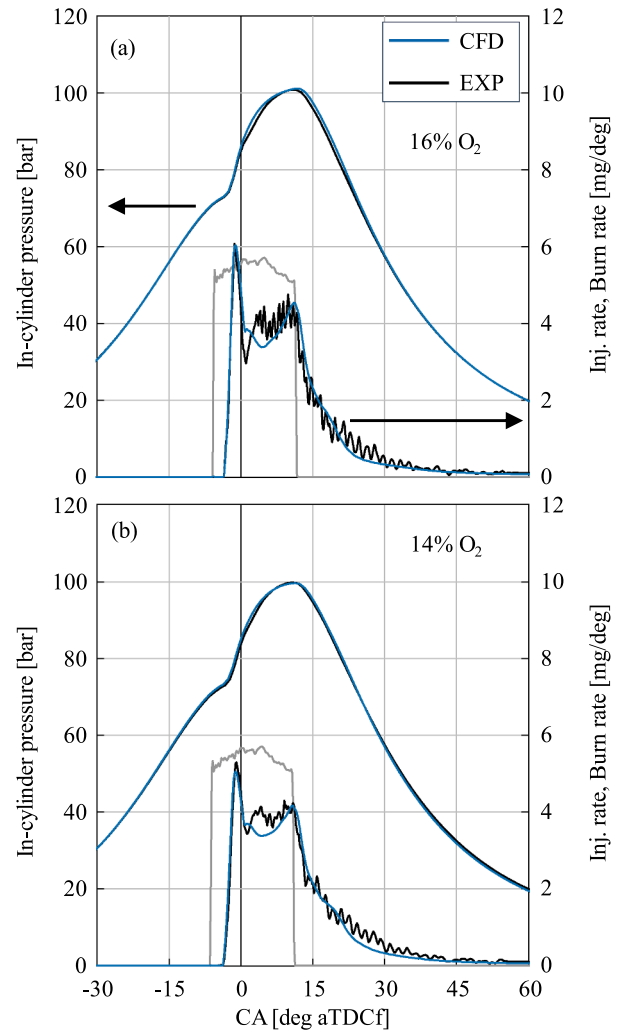 (a)
CFD
EXP
16% O₂
In-cylinder pressure [bar]
120
100
80
60
40
20
0
12
10
8
6
4
2
0
Inj. rate, Burn rate [mg/deg]
(b)
14% O₂
In-cylinder pressure [bar]
120
100
80
60
40
20
0
12
10
8
6
4
2
0
Inj. rate, Burn rate [mg/deg]
-30 -15 0 15 30 45 60
CA [deg aTDCf]